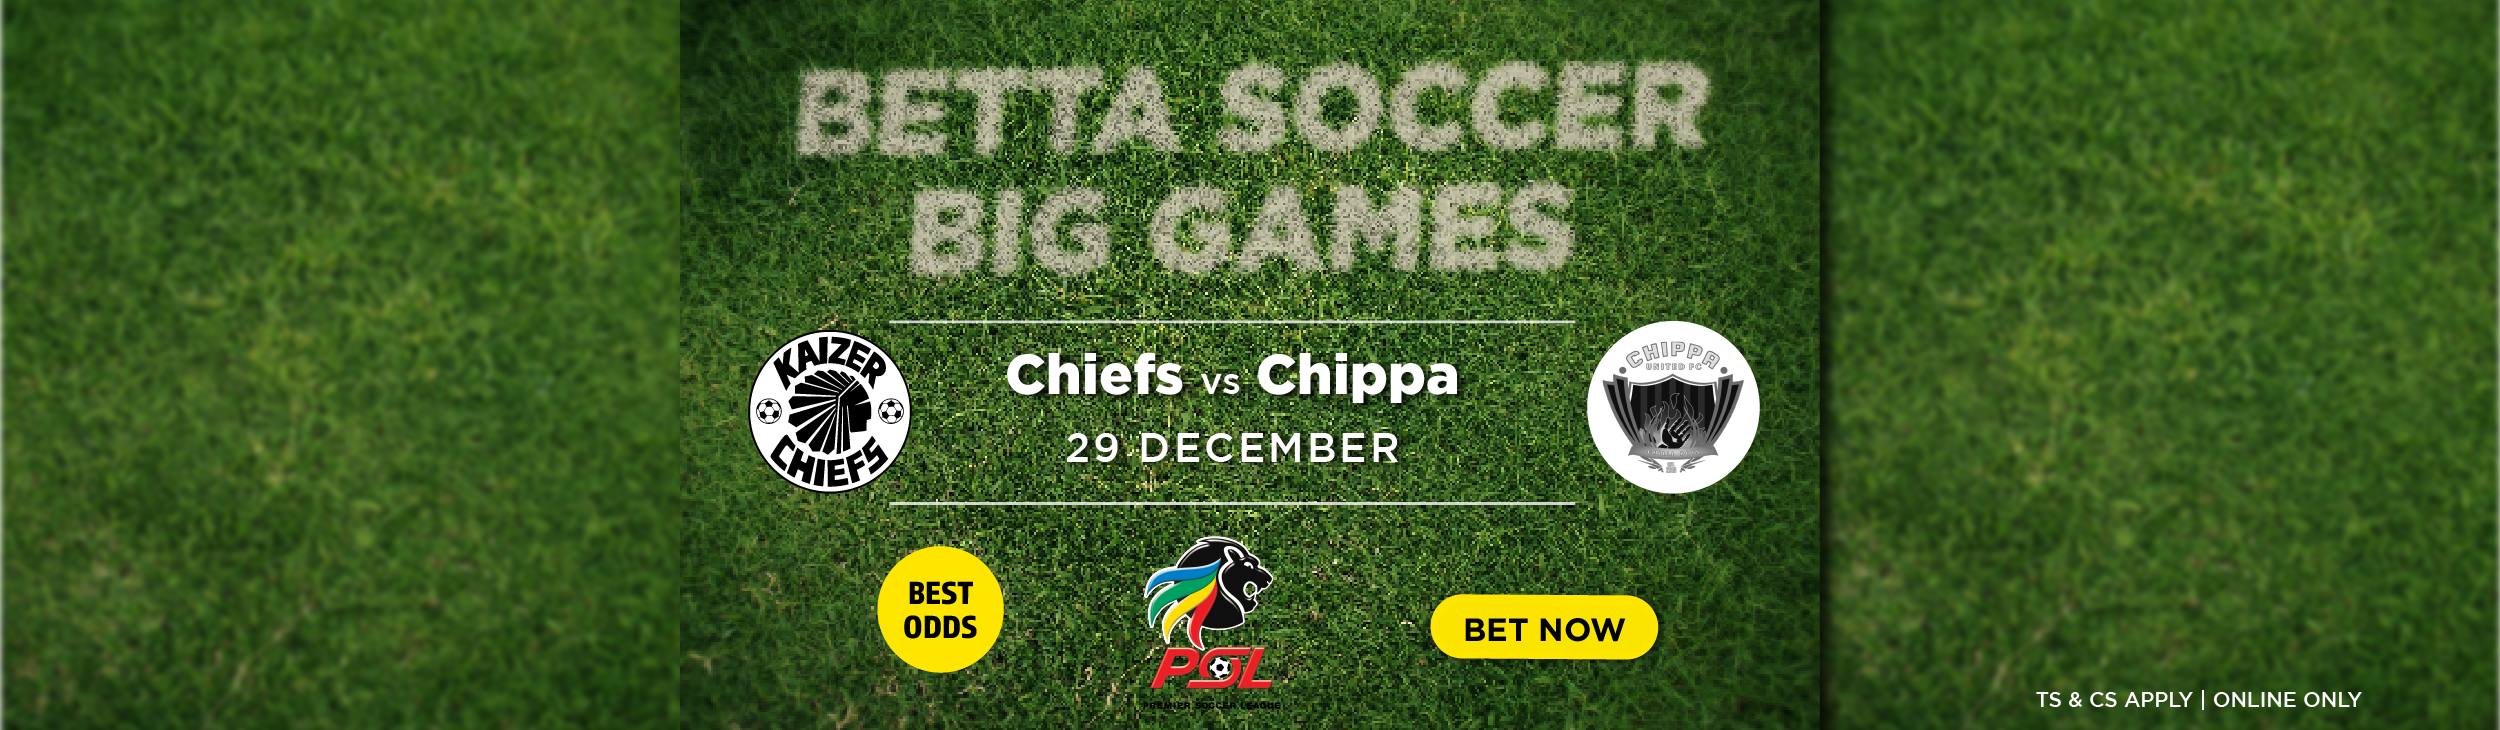 BETTA SOCCER
BIG GAMES
KAIZER
CHIEFS
Chiefs vs Chippa
29 DECEMBER
CHIPPA
UNITED FC
BEST
ODDS
PSL
PREMIER SOCCER LEAGUE
BET NOW
TS & CS APPLY | ONLINE ONLY